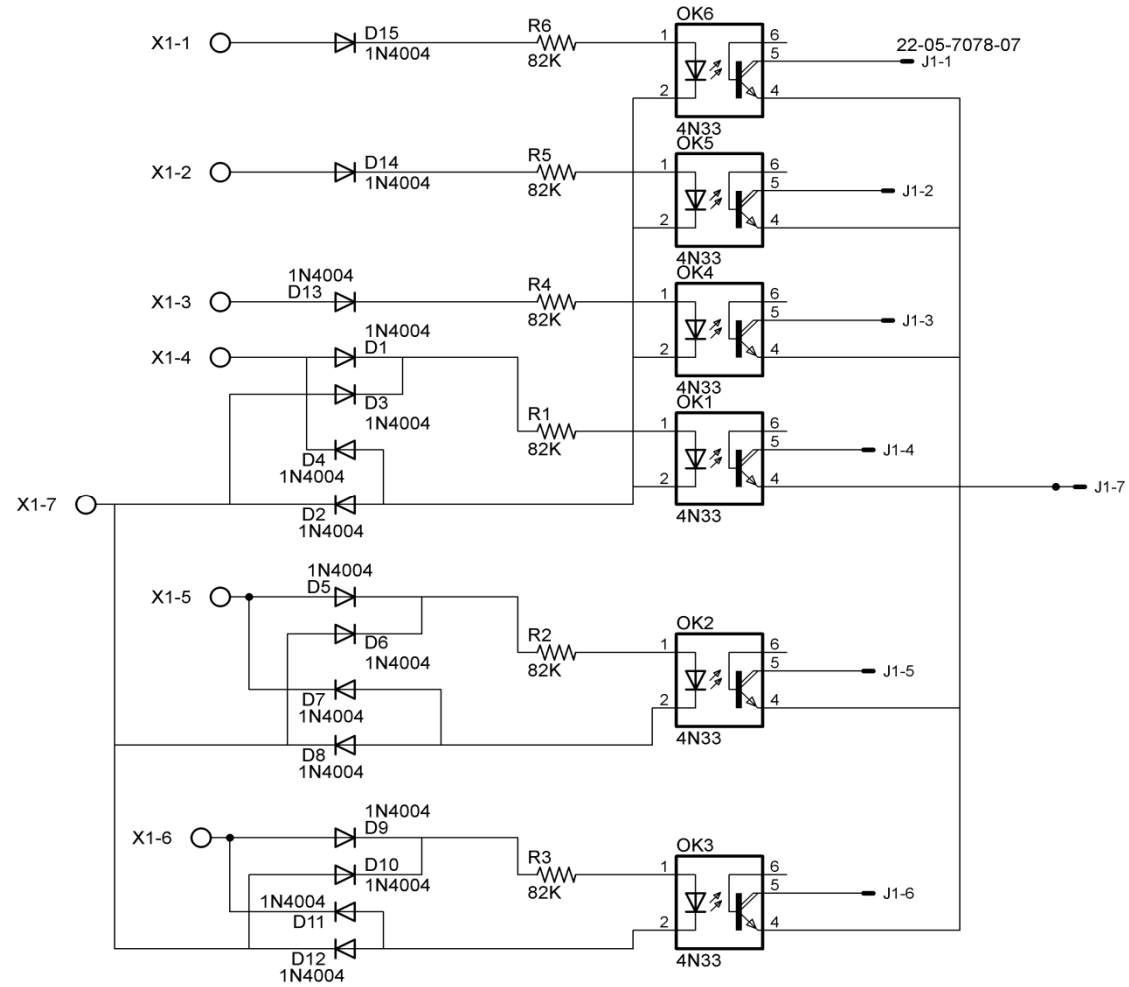 OK6
X1-1
D15
1N4004
R6
82K
1
2
6
5
4
22-05-7078-07
J1-1
4N33
OK5
X1-2
D14
1N4004
R5
82K
1
2
6
5
4
J1-2
4N33
OK4
X1-3
1N4004
D13
R4
82K
1
2
6
5
4
J1-3
4N33
OK1
X1-4
1N4004
D1
D3
1N4004
R1
82K
1
2
6
5
4
J1-4
D4
1N4004
X1-7
D2
1N4004
4N33
J1-7
1N4004
D5
X1-5
D6
1N4004
R2
82K
OK2
1
2
6
5
4
J1-5
D7
1N4004
D8
1N4004
4N33
1N4004
D9
X1-6
D10
1N4004
R3
82K
OK3
1
2
6
5
4
J1-6
1N4004
D11
D12
1N4004
4N33